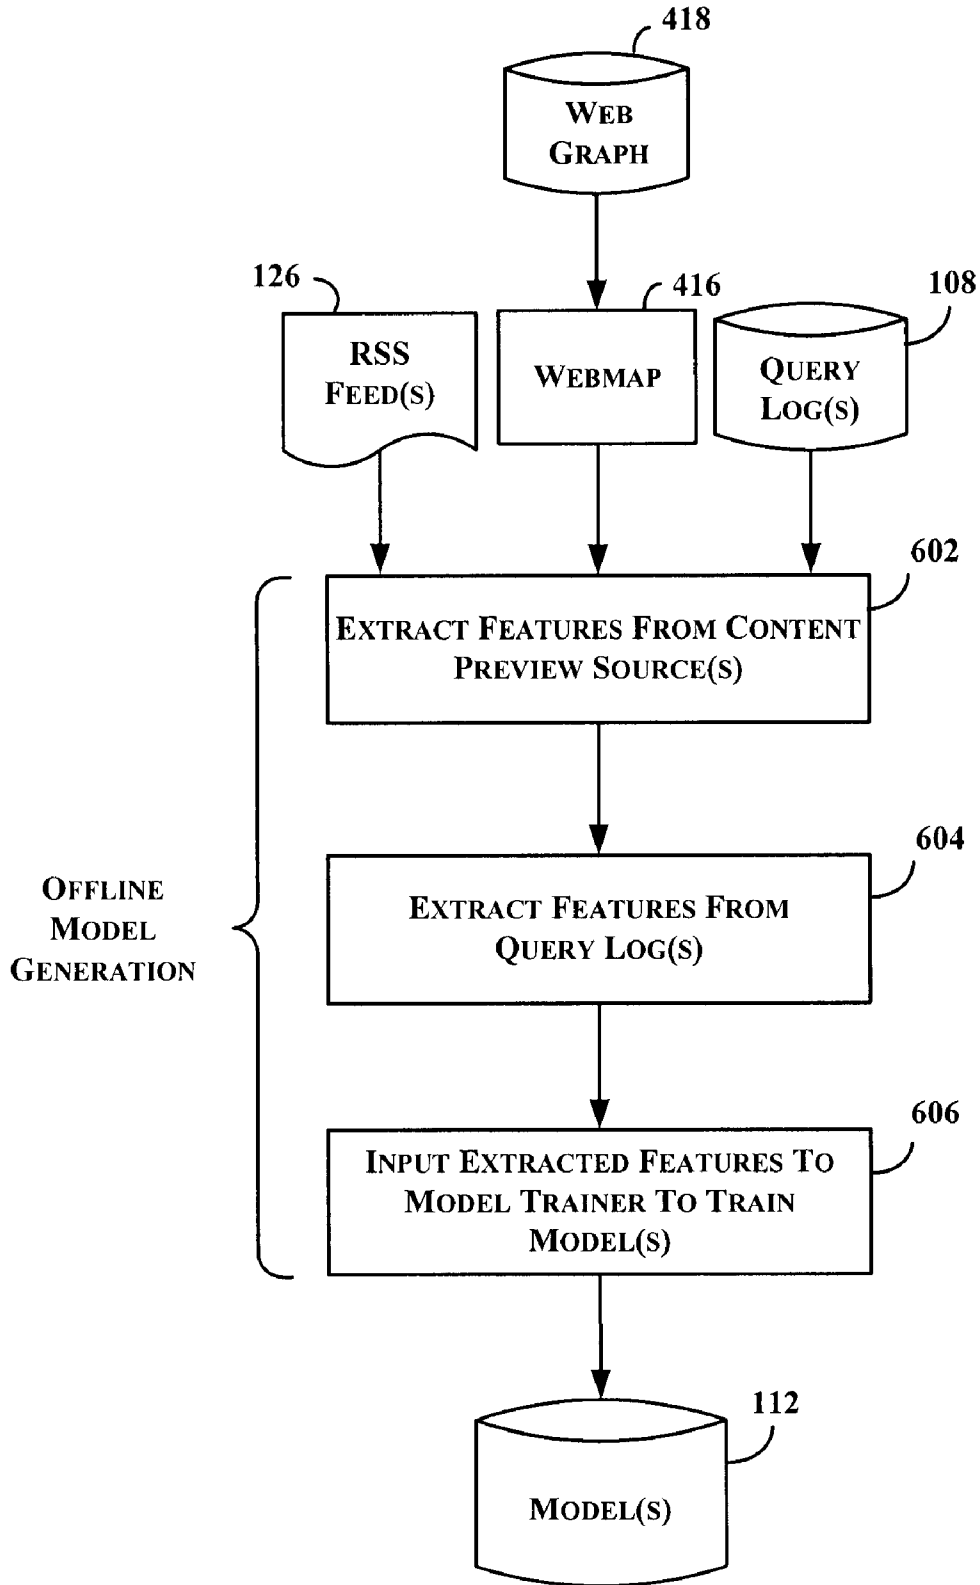 418
WEB
GRAPH
126
416
108
RSS
FEED(S)
WEBMAP
QUERY
LOG(S)
602
EXTRACT FEATURES FROM CONTENT
PREVIEW SOURCE(S)
604
OFFLINE
MODEL
GENERATION
EXTRACT FEATURES FROM
QUERY LOG(S)
606
INPUT EXTRACTED FEATURES TO
MODEL TRAINER TO TRAIN
MODEL(S)
112
MODEL(S)